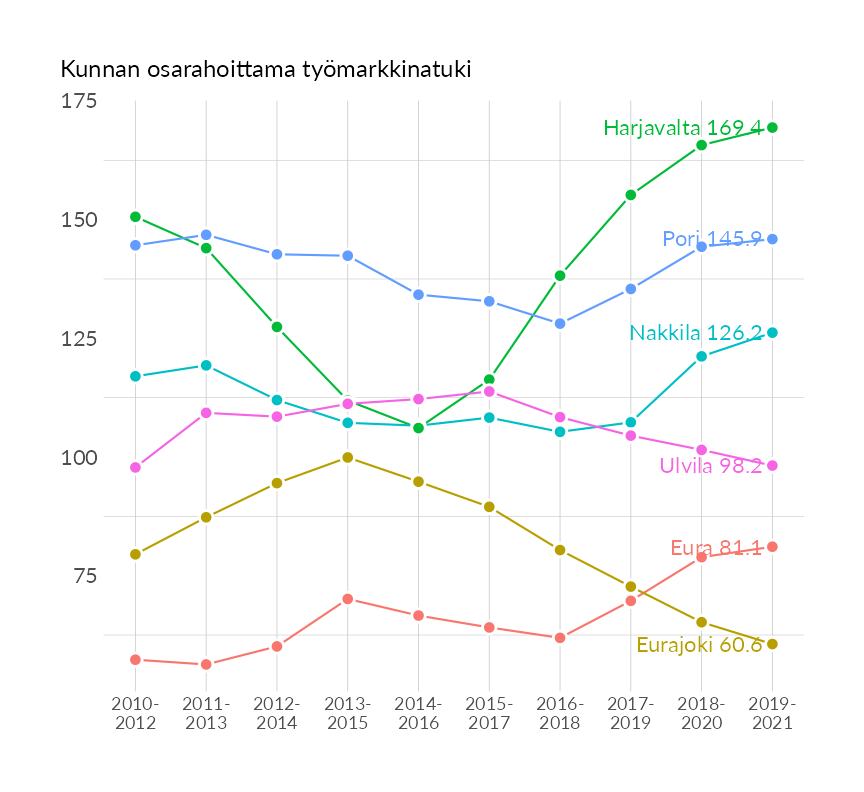 Kunnan osarahoittama työmarkkinatuki
175
Harjavalta 169.4
150
Pori 145.9
125
Nakkila 126.2
100
Ulvila 98.2
Eura 81.1
75
Eurajoki 60.6
2010- 2011- 2012- 2013- 2014- 2015- 2016- 2017- 2018- 2019-
2012 2013 2014 2015 2016 2017 2018 2019 2020 2021